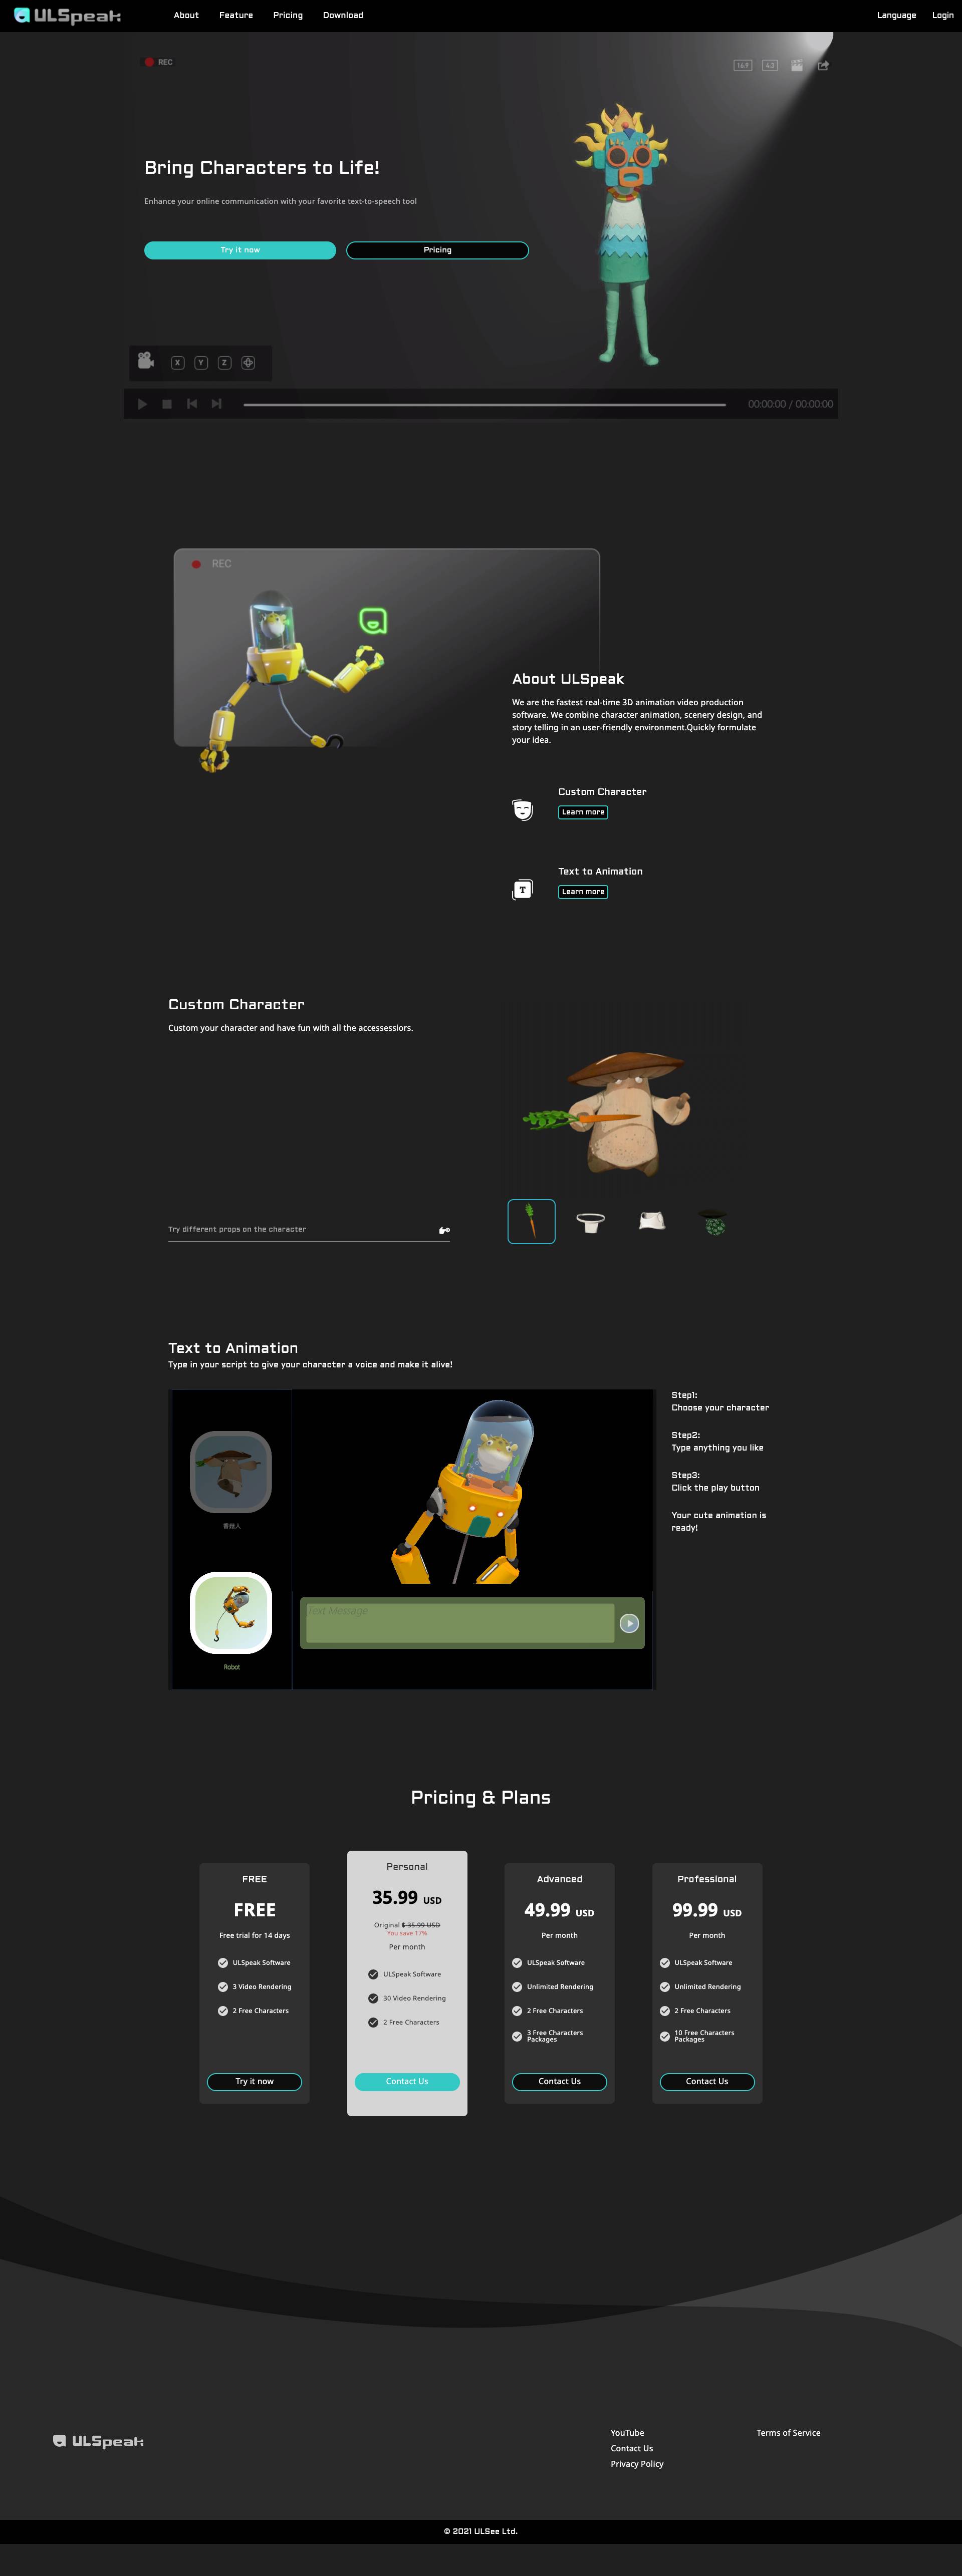 ULSpeak
About Feature Pricing Download
Language Login
REC
16:9 4:3
Bring Characters to Life!
Enhance your online communication with your favorite text-to-speech tool
Try it now
Pricing
X Y Z
00:00:00 / 00:00:00
REC
About ULSpeak
We are the fastest real-time 3D animation video production
software. We combine character animation, scenery design, and
story telling in an user-friendly environment.Quickly formulate
your idea.
Custom Character
Learn more
T
Text to Animation
Learn more
Custom Character
Custom your character and have fun with all the accessessiors.
Try different props on the character
Text to Animation
Type in your script to give your character a voice and make it alive!
Step1:
Choose your character
Step2:
Type anything you like
Step3:
Click the play button
Your cute animation is
ready!
Text Message
Robot
Pricing & Plans
FREE
FREE
Free trial for 14 days
ULSpeak Software
3 Video Rendering
2 Free Characters
Try it now
Personal
35.99 USD
Original $ 35.99 USD
You save 17%
Per month
ULSpeak Software
30 Video Rendering
2 Free Characters
Contact Us
Advanced
49.99 USD
Per month
ULSpeak Software
Unlimited Rendering
2 Free Characters
3 Free Characters
Packages
Contact Us
Professional
99.99 USD
Per month
ULSpeak Software
Unlimited Rendering
2 Free Characters
10 Free Characters
Packages
Contact Us
ULSpeak
YouTube
Contact Us
Privacy Policy
Terms of Service
© 2021 ULSee Ltd.